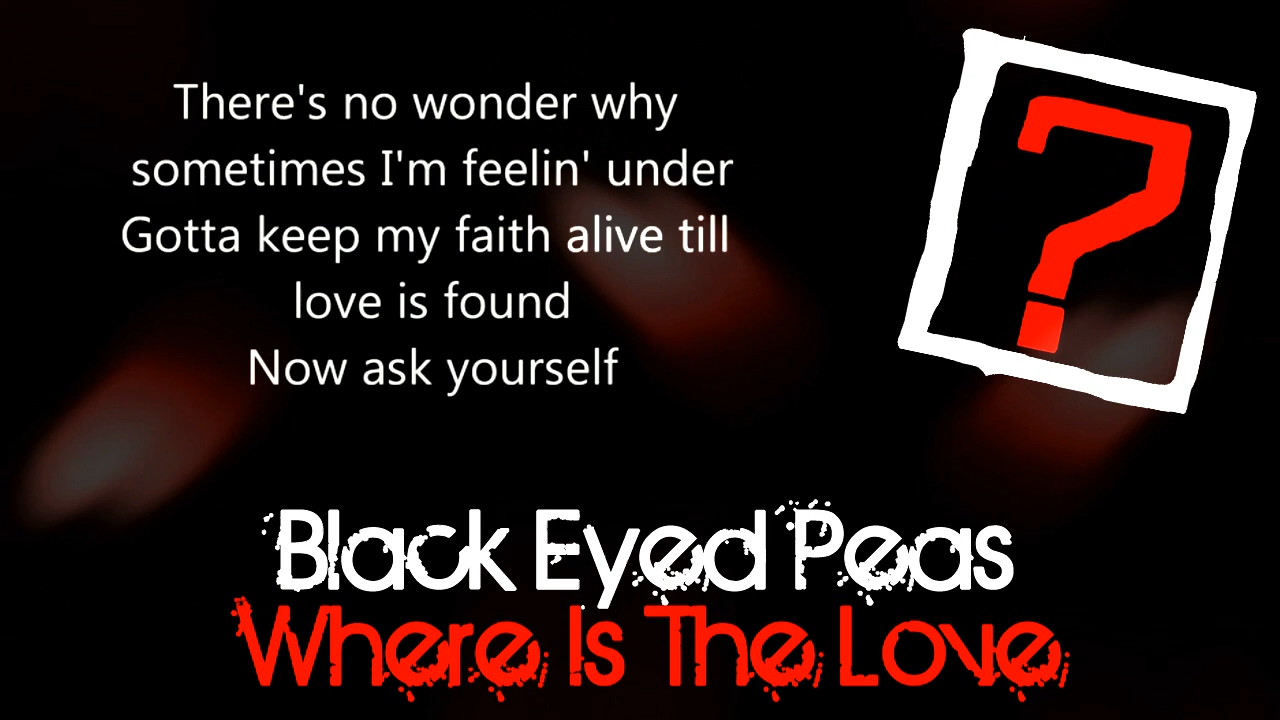 There's no wonder why
sometimes I'm feelin' under
Gotta keep my faith alive till
love is found
Now ask yourself
?
Black Eyed Peas
Where Is The Love